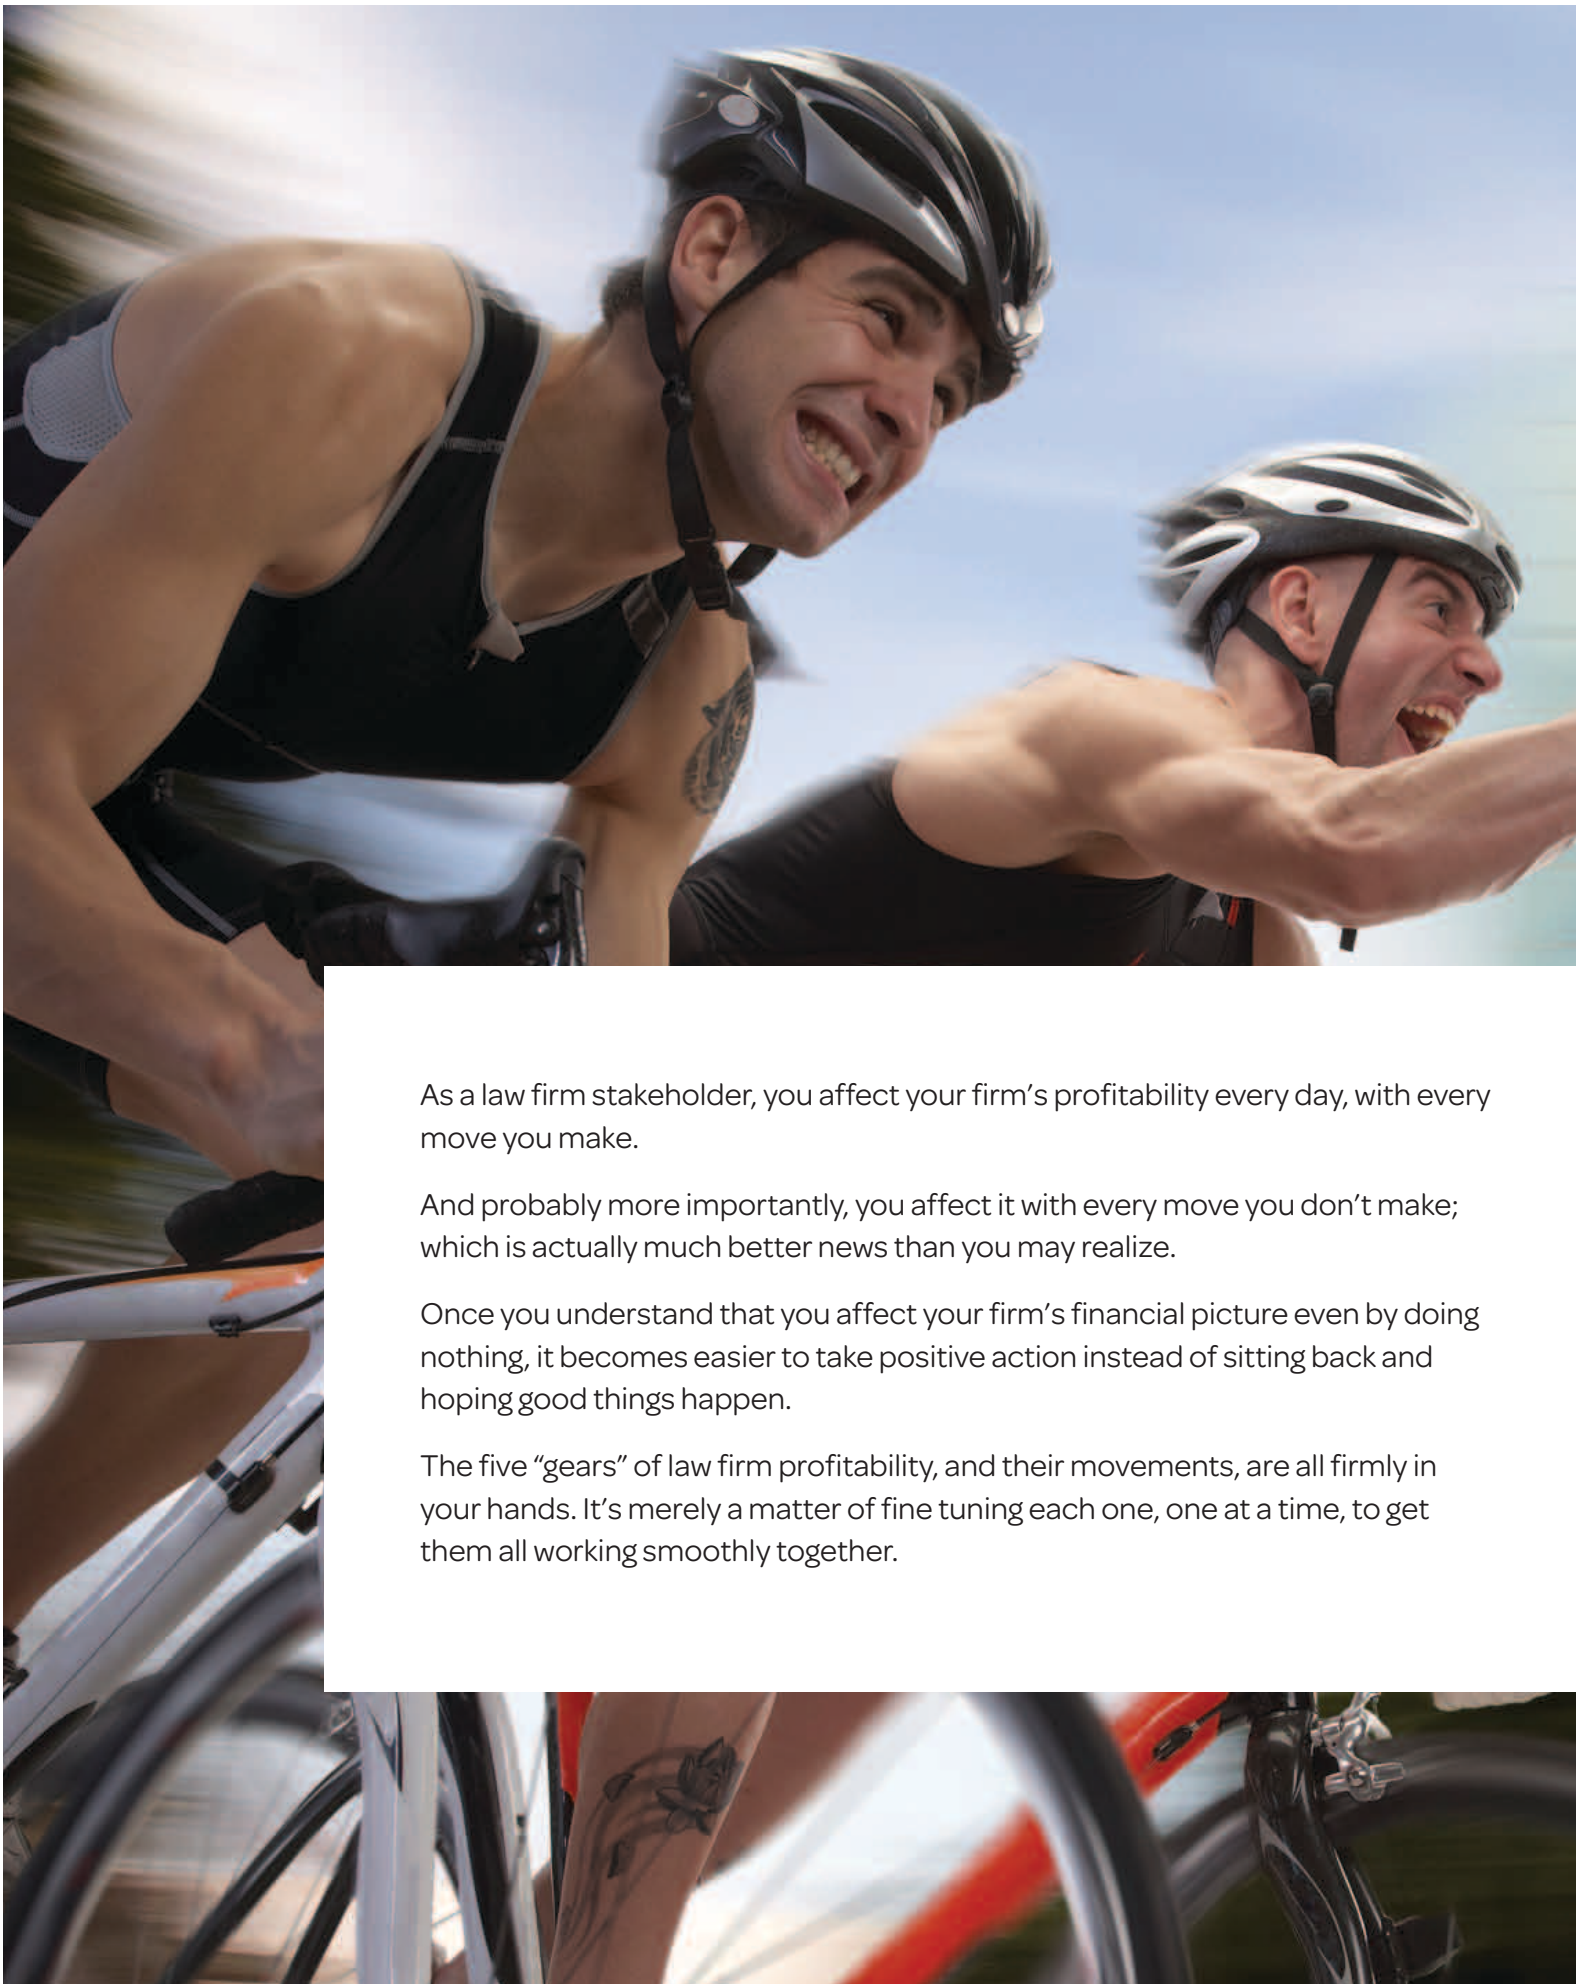 As a law firm stakeholder, you affect your firm's profitability every day, with every
move you make.
And probably more importantly, you affect it with every move you don't make;
which is actually much better news than you may realize.
Once you understand that you affect your firm's financial picture even by doing
nothing, it becomes easier to take positive action instead of sitting back and
hoping good things happen.
The five “gears” of law firm profitability, and their movements, are all firmly in
your hands. It's merely a matter of fine tuning each one, one at a time, to get
them all working smoothly together.